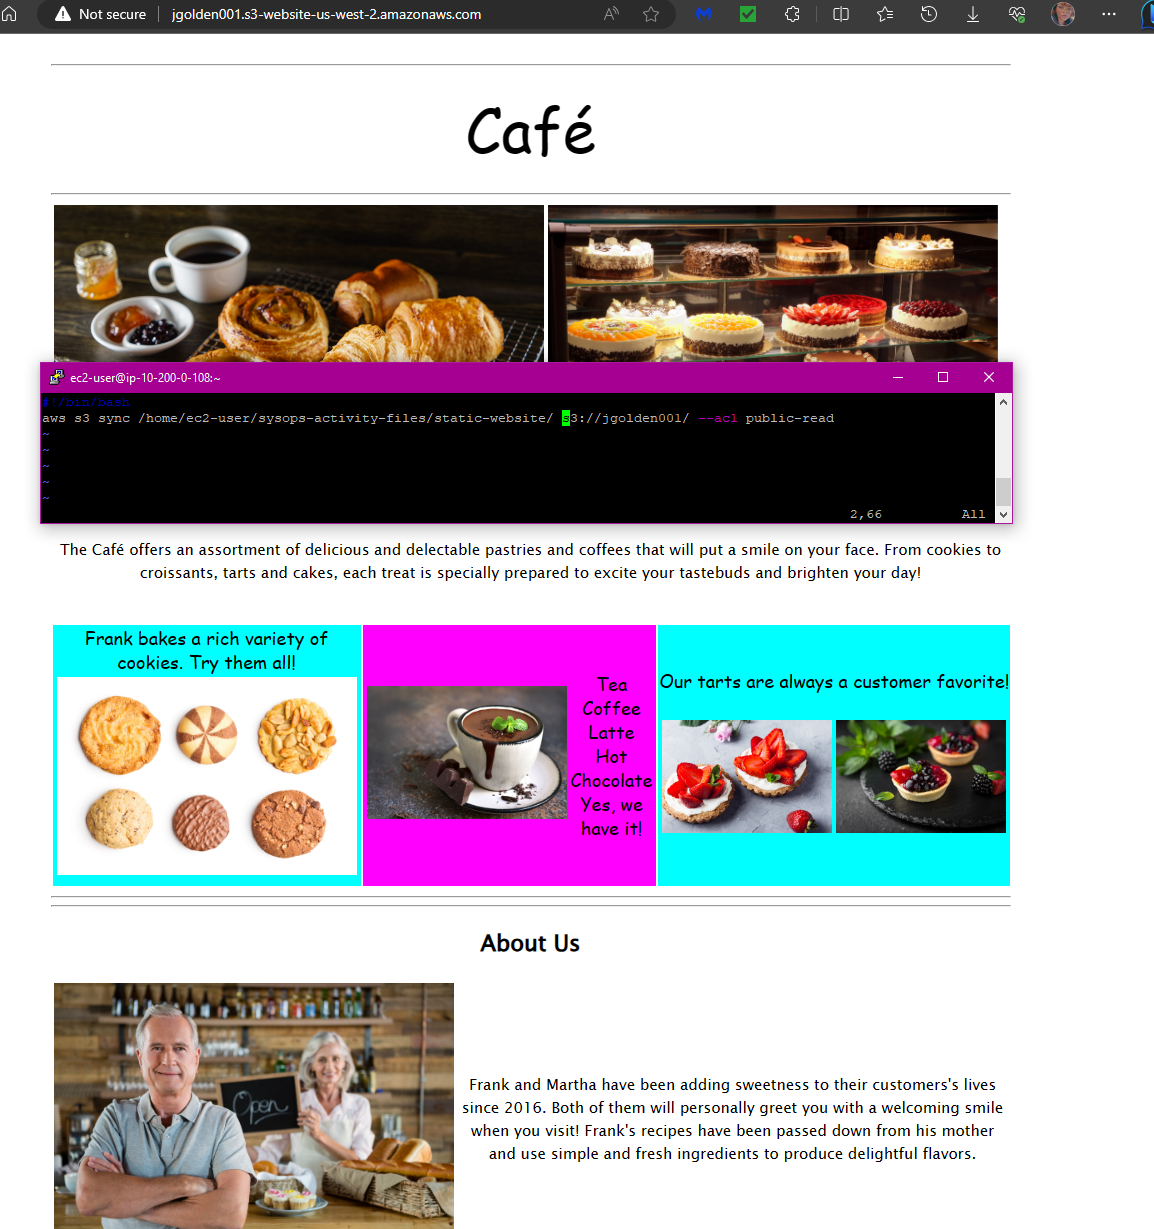 Not secure
jgolden001.s3-website-us-west-2.amazonaws.com
Café
ec2-user@ip-10-200-0-108:~
#!/bin/bash
aws s3 sync /home/ec2-user/sysops-activity-files/static-website/ s3://jgolden001/ --acl public-read
~
~
~
~
~
2,66 All
The Café offers an assortment of delicious and delectable pastries and coffees that will put a smile on your face. From cookies to
croissants, tarts and cakes, each treat is specially prepared to excite your tastebuds and brighten your day!
Frank bakes a rich variety of
cookies. Try them all!
Tea
Coffee
Latte
Hot
Chocolate
Yes, we
have it!
Our tarts are always a customer favorite!
About Us
Open
Frank and Martha have been adding sweetness to their customers's lives
since 2016. Both of them will personally greet you with a welcoming smile
when you visit! Frank's recipes have been passed down from his mother
and use simple and fresh ingredients to produce delightful flavors.